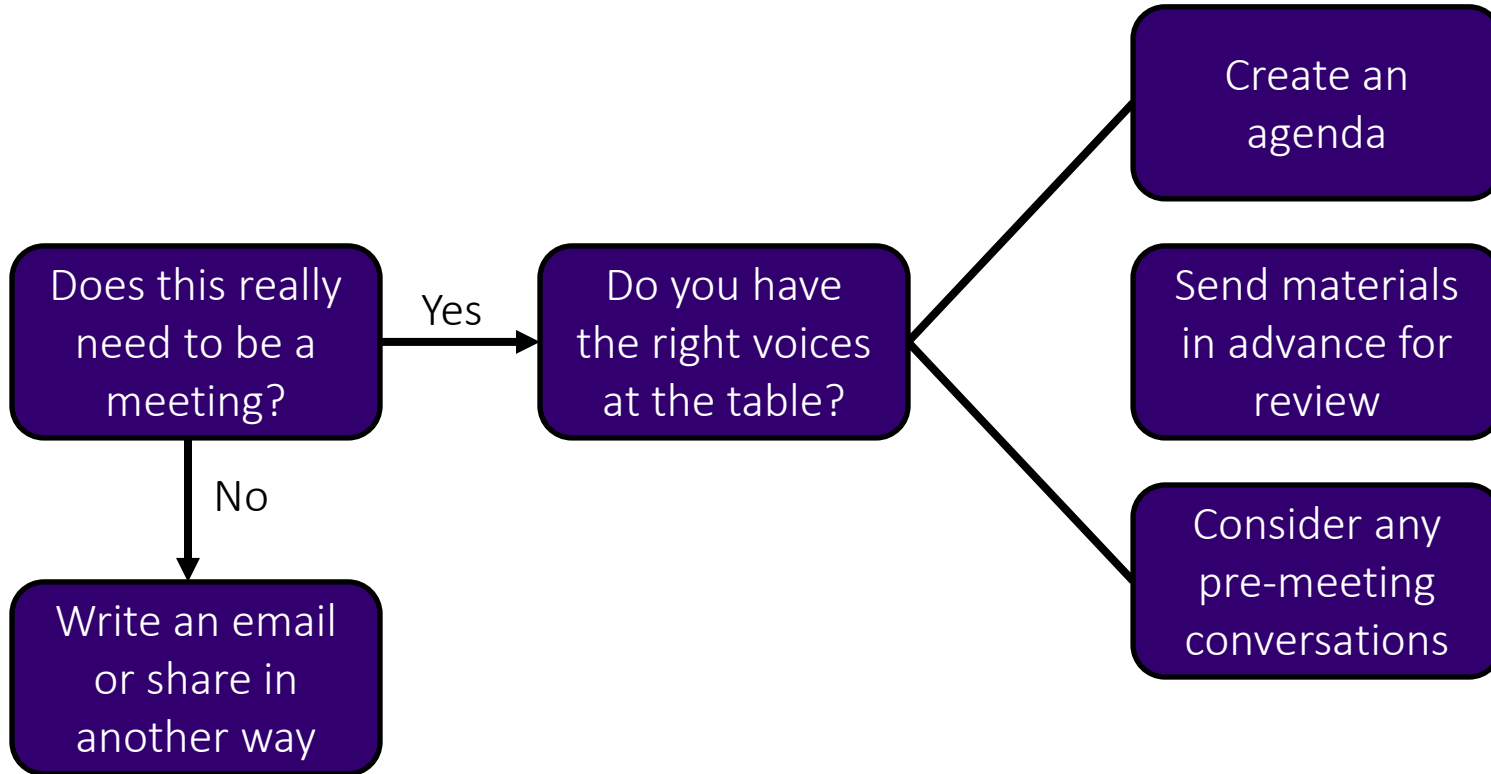 Does this really
need to be a
meeting?
Yes
No
Write an email
or share in
another way
Do you have
the right voices
at the table?
Create an
agenda
Send materials
in advance for
review
Consider any
pre-meeting
conversations